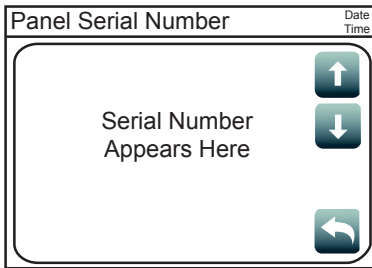 Panel Serial Number
Date
Time
Serial Number
Appears Here